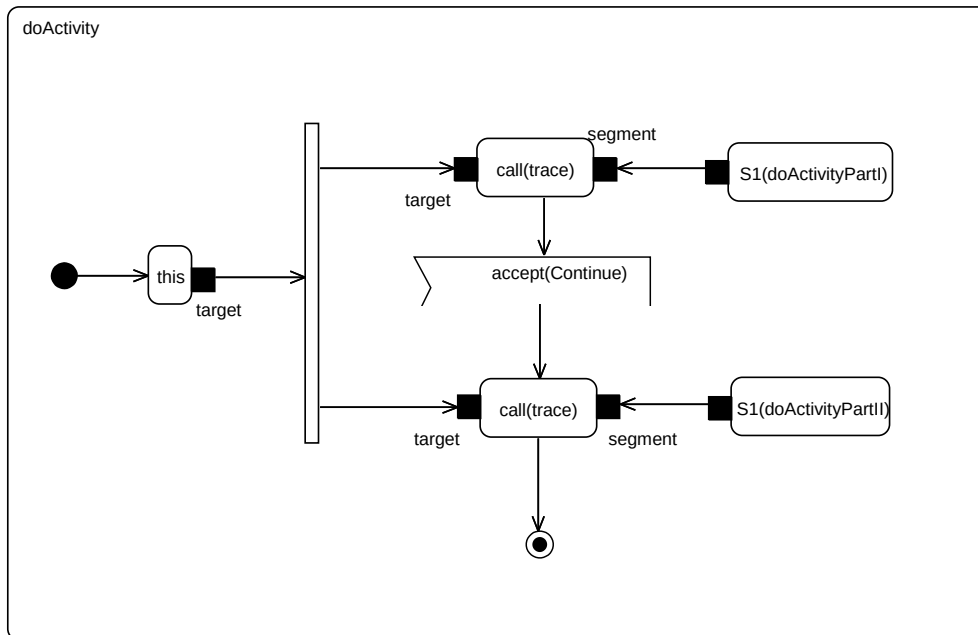 doActivity
segment
call(trace)
S1(doActivityPartI)
target
this
accept(Continue)
target
call(trace)
S1(doActivityPartII)
target
segment